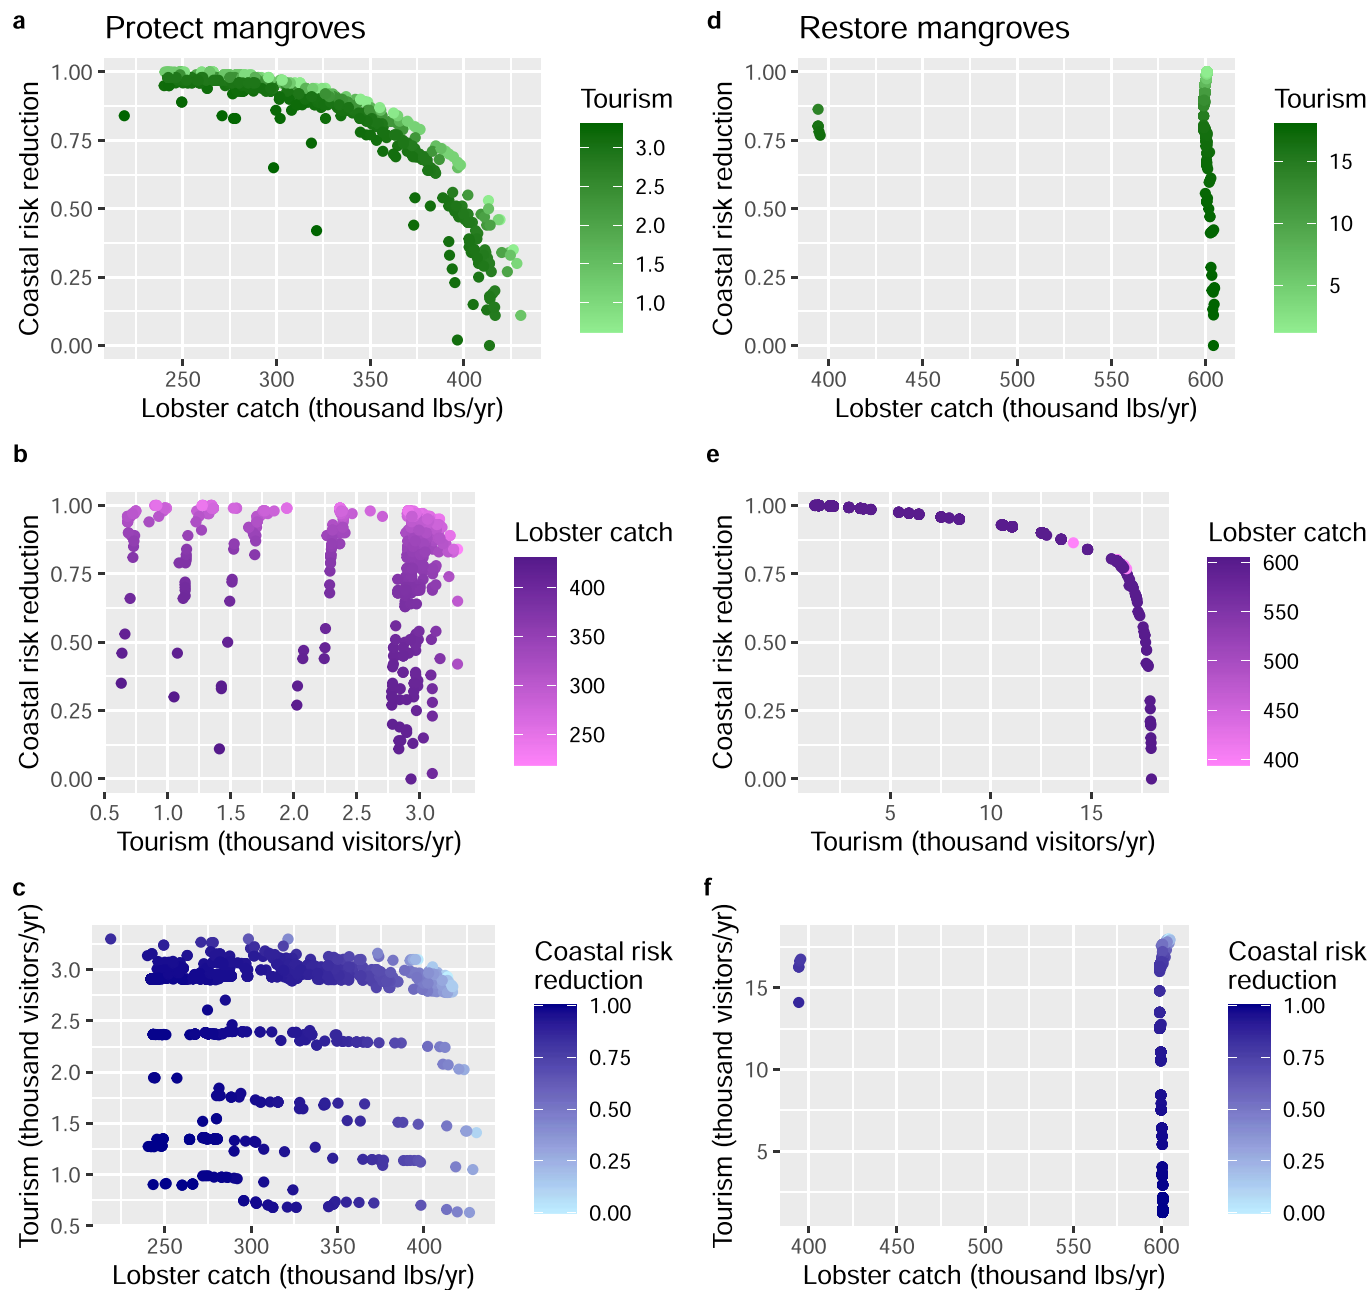 a
Protect mangroves
Coastal risk reduction
1.00
0.75
0.50
0.25
0.00
250 300 350 400
Lobster catch (thousand lbs/yr)
Tourism
3.0
2.5
2.0
1.5
1.0
d
Restore mangroves
Coastal risk reduction
1.00
0.75
0.50
0.25
0.00
400 450 500 550 600
Lobster catch (thousand lbs/yr)
Tourism
15
10
5
b
Coastal risk reduction
1.00
0.75
0.50
0.25
0.00
0.5 1.0 1.5 2.0 2.5 3.0
Tourism (thousand visitors/yr)
Lobster catch
400
350
300
250
e
Coastal risk reduction
1.00
0.75
0.50
0.25
0.00
5 10 15
Tourism (thousand visitors/yr)
Lobster catch
600
550
500
450
400
c
Tourism (thousand visitors/yr)
3.0
2.5
2.0
1.5
1.0
0.5
250 300 350 400
Lobster catch (thousand lbs/yr)
Coastal risk
reduction
1.00
0.75
0.50
0.25
0.00
f
Tourism (thousand visitors/yr)
15
10
5
400 450 500 550 600
Lobster catch (thousand lbs/yr)
Coastal risk
reduction
1.00
0.75
0.50
0.25
0.00